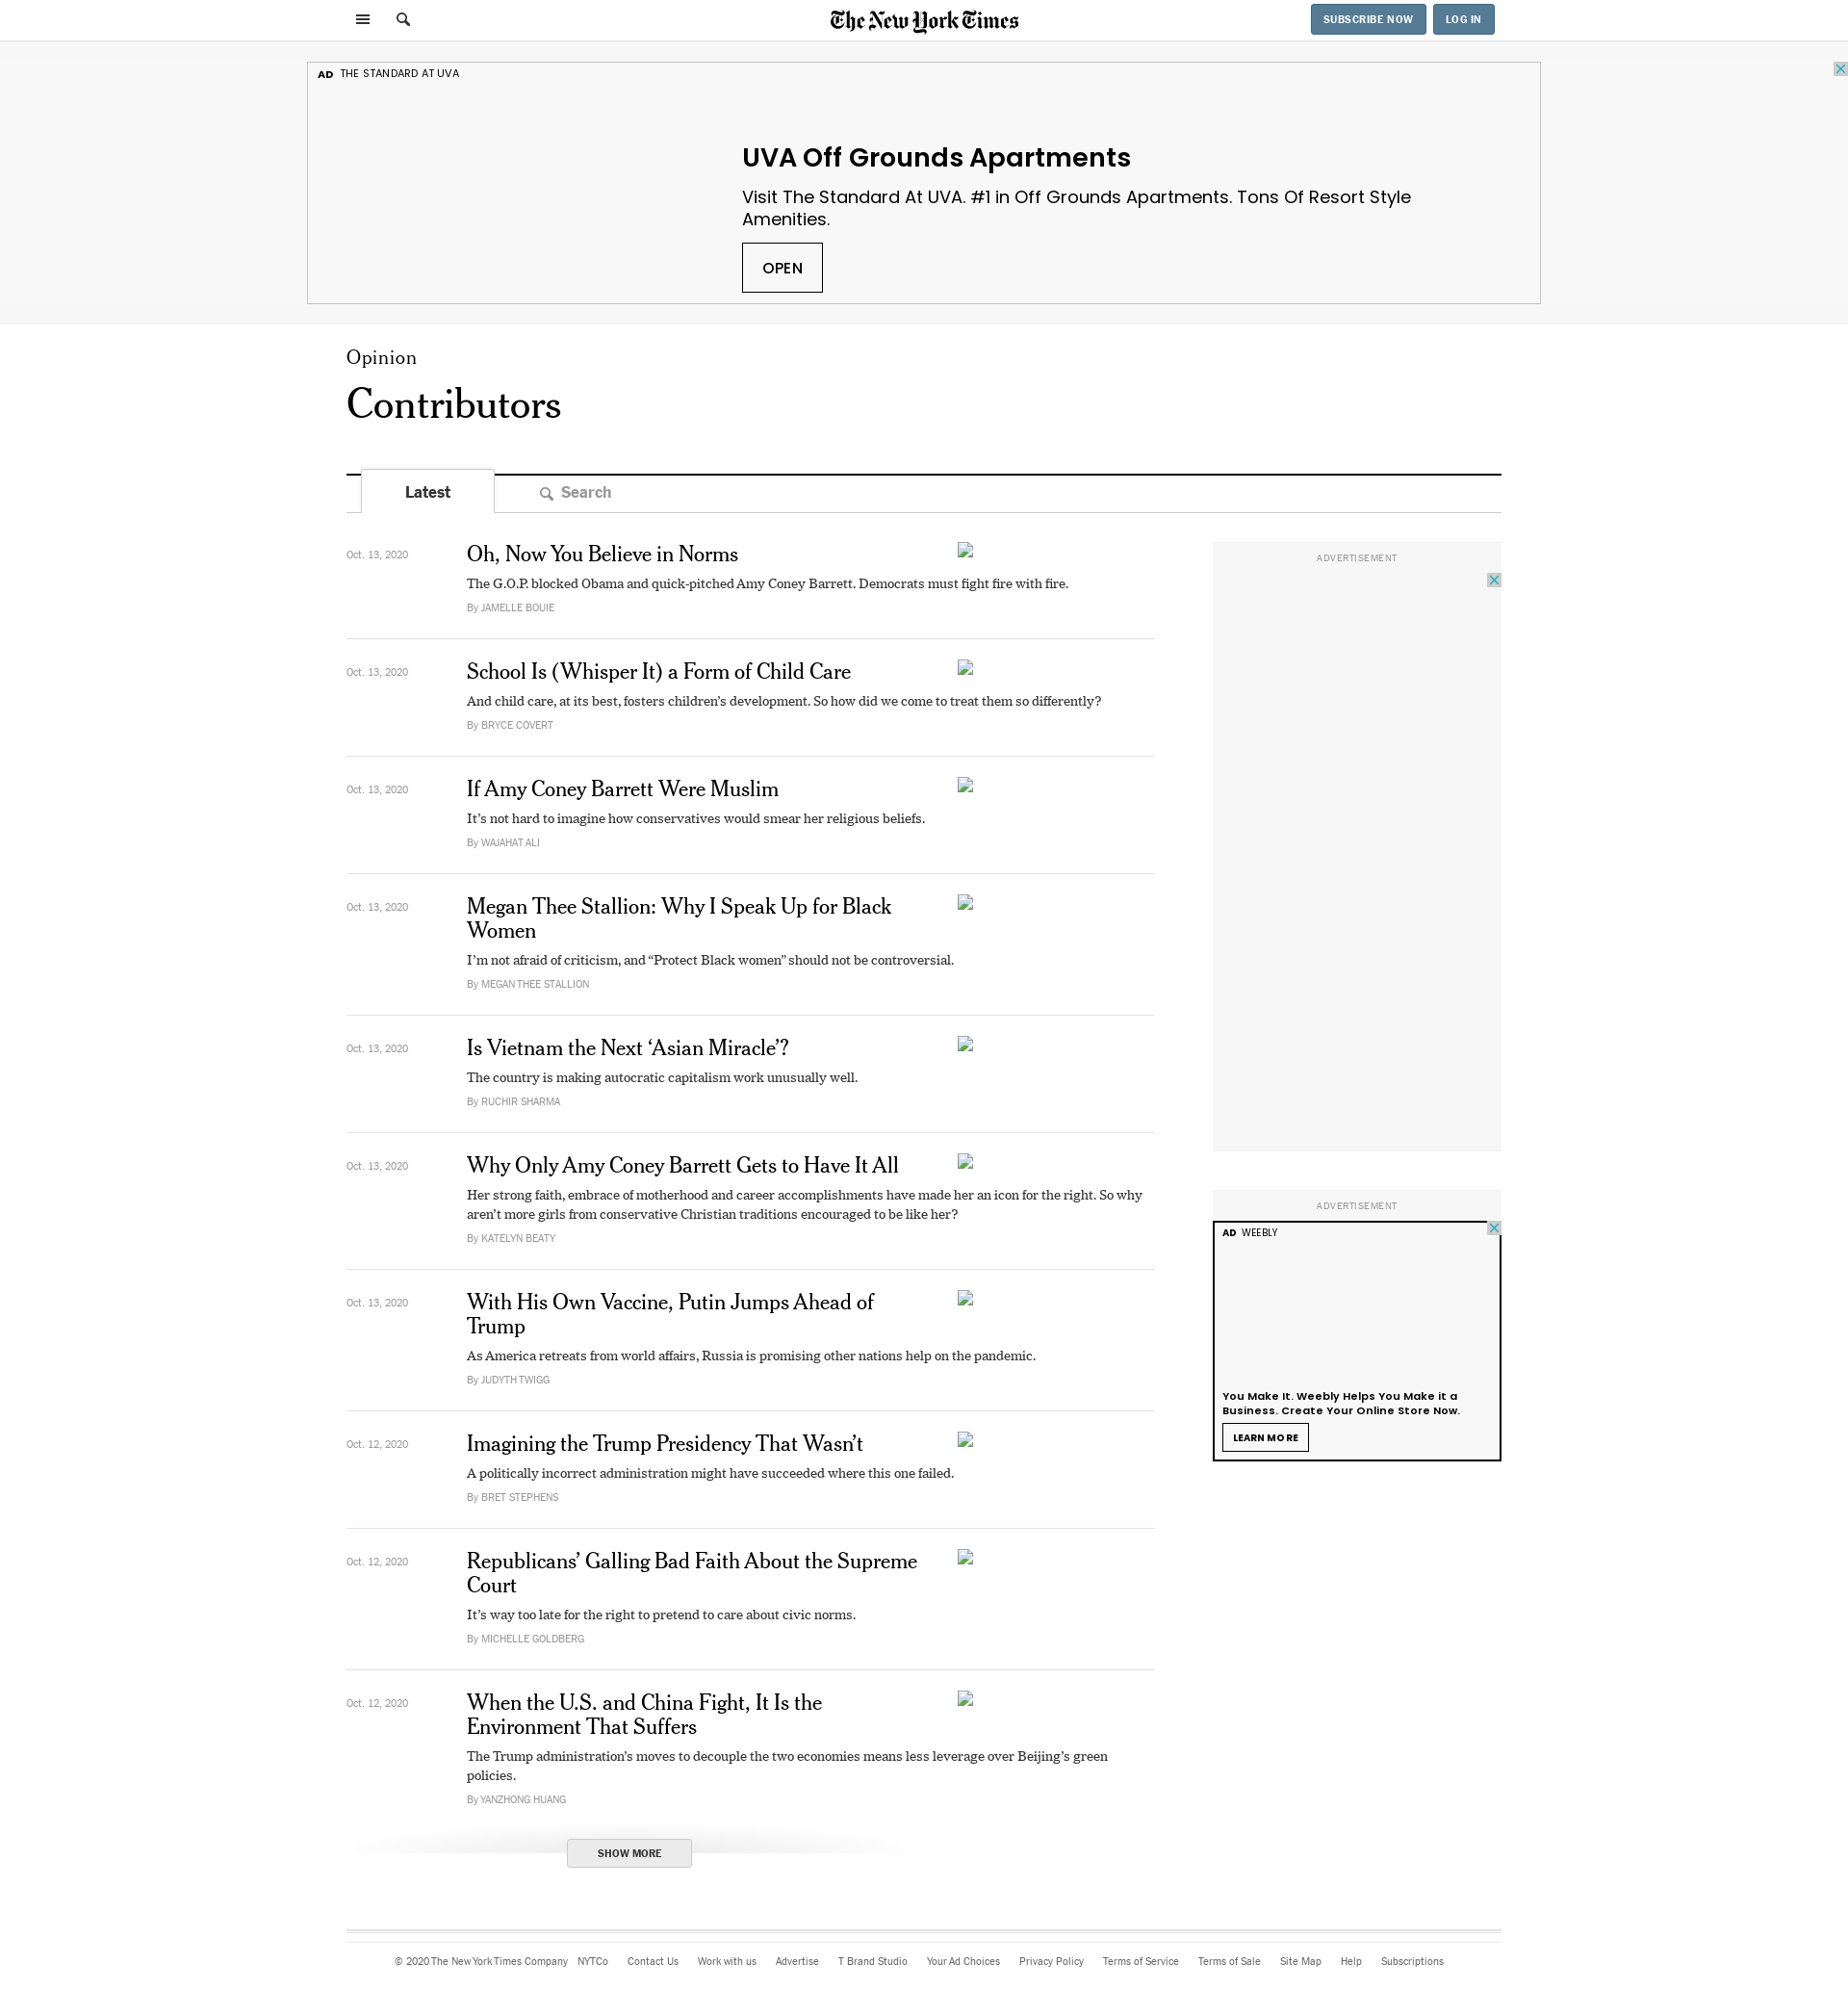 The New York Times
SUBSCRIBE NOW
LOG IN
AD THE STANDARD AT UVA
UVA Off Grounds Apartments
Visit The Standard At UVA. #1 in Off Grounds Apartments. Tons Of Resort Style
Amenities.
OPEN
Opinion
Contributors
Latest
Search
Oct. 13, 2020
Oh, Now You Believe in Norms
The G.O.P. blocked Obama and quick-pitched Amy Coney Barrett. Democrats must fight fire with fire.
By JAMELLE BOUIE
Oct. 13, 2020
School Is (Whisper It) a Form of Child Care
And child care, at its best, fosters children’s development. So how did we come to treat them so differently?
By BRYCE COVERT
Oct. 13, 2020
If Amy Coney Barrett Were Muslim
It’s not hard to imagine how conservatives would smear her religious beliefs.
By WAJAHAT ALI
Oct. 13, 2020
Megan Thee Stallion: Why I Speak Up for Black
Women
I’m not afraid of criticism, and “Protect Black women” should not be controversial.
By MEGAN THEE STALLION
Oct. 13, 2020
Is Vietnam the Next ‘Asian Miracle’?
The country is making autocratic capitalism work unusually well.
By RUCHIR SHARMA
Oct. 13, 2020
Why Only Amy Coney Barrett Gets to Have It All
Her strong faith, embrace of motherhood and career accomplishments have made her an icon for the right. So why
aren’t more girls from conservative Christian traditions encouraged to be like her?
By KATELYN BEATY
Oct. 13, 2020
With His Own Vaccine, Putin Jumps Ahead of
Trump
As America retreats from world affairs, Russia is promising other nations help on the pandemic.
By JUDYTH TWIGG
Oct. 12, 2020
Imagining the Trump Presidency That Wasn’t
A politically incorrect administration might have succeeded where this one failed.
By BRET STEPHENS
Oct. 12, 2020
Republicans’ Galling Bad Faith About the Supreme
Court
It’s way too late for the right to pretend to care about civic norms.
By MICHELLE GOLDBERG
Oct. 12, 2020
When the U.S. and China Fight, It Is the
Environment That Suffers
The Trump administration’s moves to decouple the two economies means less leverage over Beijing’s green
policies.
By YANZHONG HUANG
SHOW MORE
ADVERTISEMENT
ADVERTISEMENT
AD WEEBLY
You Make It. Weebly Helps You Make it a
Business. Create Your Online Store Now.
LEARN MORE
© 2020 The New York Times Company NYTCo Contact Us Work with us Advertise T Brand Studio Your Ad Choices Privacy Policy Terms of Service Terms of Sale Site Map Help Subscriptions